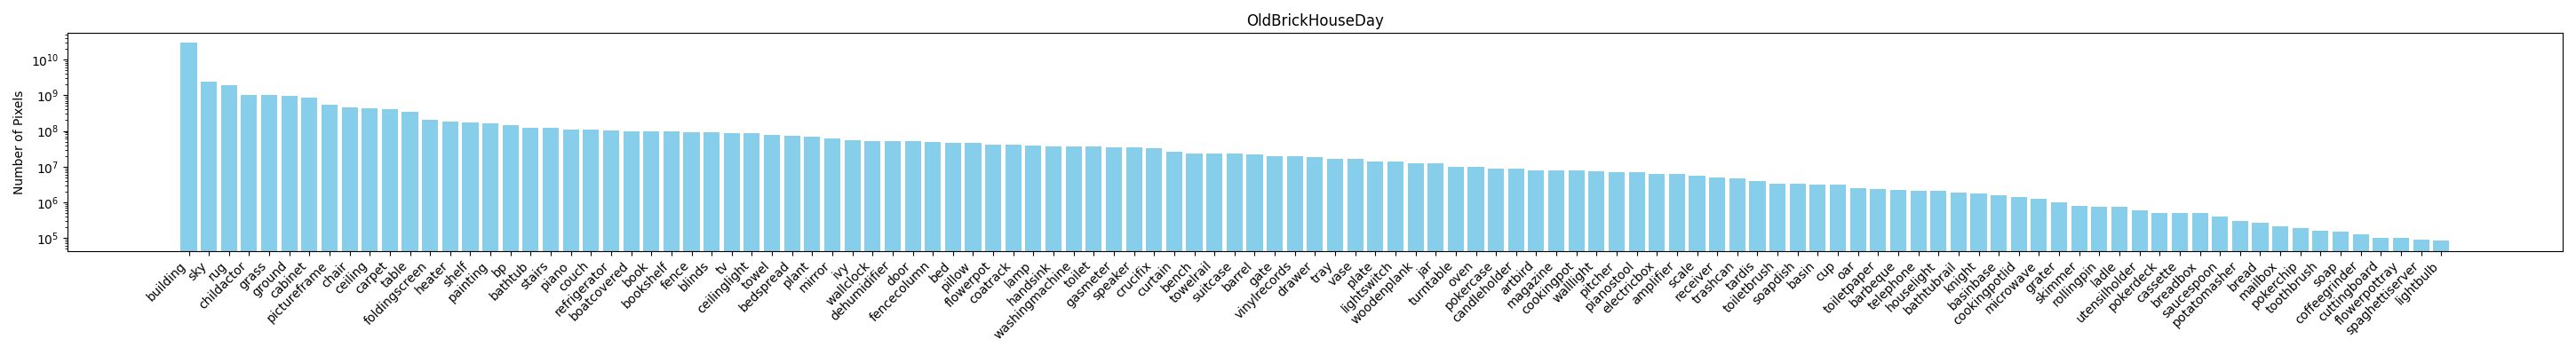 OldBrickHouseDay
Number of Pixels
10^10
10^9
10^8
10^7
10^6
10^5
building
sky
rug
childactor
grass
ground
cabinet
pictureframe
chair
ceiling
carpet
table
foldingscreen
heater
shelf
painting
bp
bathtub
stairs
piano
couch
refrigerator
boatcovered
book
bookshelf
fence
blinds
tv
ceilinglight
towel
bedspread
plant
mirror
ivy
wallclock
dehumidifier
door
fencecolumn
bed
pillow
flowerpot
coatrack
lamp
handsink
washingmachine
toilet
gasmeter
speaker
crucifix
curtain
bench
towelrail
suitcase
barrel
gate
vinylrecords
drawer
tray
vase
plate
lightswitch
woodenplank
jar
turntable
oven
pokercase
candleholder
artbird
magazine
cookingpot
walllight
pitcher
pianostool
electricbox
amplifier
scale
receiver
trashcan
tardis
toiletbrush
soapdish
basin
cup
oar
toiletpaper
barbeque
telephone
houselight
bathtubrail
knight
basinbase
cookingpotlid
microwave
grater
skimmer
rollingpin
ladle
utensilholder
pokerdeck
cassette
breadbox
saucespoon
potatomasher
bread
mailbox
pokerchip
toothbrush
soap
coffeegrinder
cuttingboard
flowerpottray
spaghettiserver
lightbulb